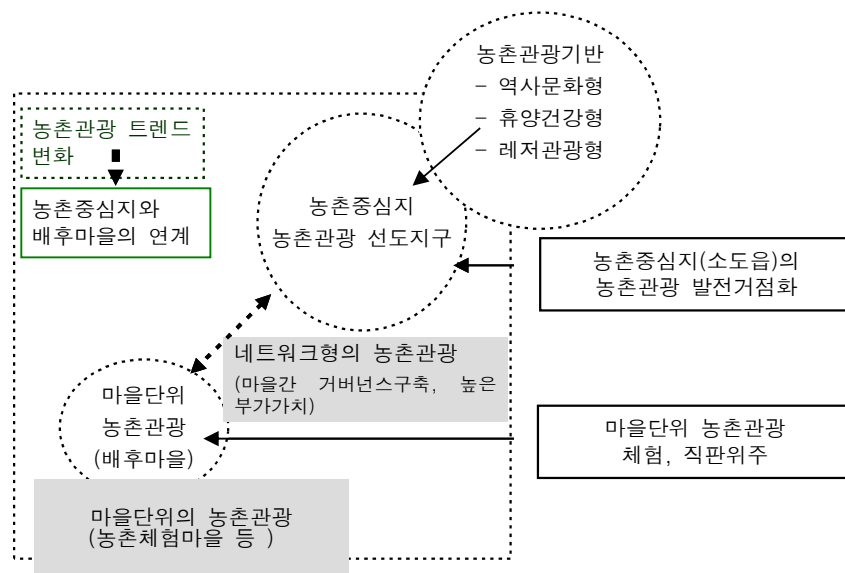 농촌관광기반
- 역사문화형
- 휴양건강형
- 레저관광형
농촌관광 트렌드
변화
농촌중심지와
배후마을의 연계
농촌중심지
농촌관광 선도지구
농촌중심지(소도읍)의
농촌관광 발전거점화
네트워크형의 농촌관광
(마을간 거버넌스구축, 높은
부가가치)
마을단위
농촌관광
(배후마을)
마을단위 농촌관광
체험, 직판위주
마을단위의 농촌관광
(농촌체험마을 등 )